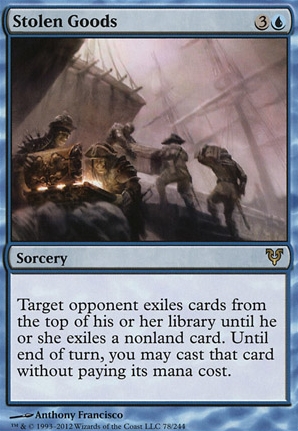 Stolen Goods 3
Sorcery
Target opponent exiles cards from
the top of his or her library until he
or she exiles a nonland card. Until
end of turn, you may cast that card
without paying its mana cost.
Anthony Francisco
™ & © 1993–2012 Wizards of the Coast LLC 78/244